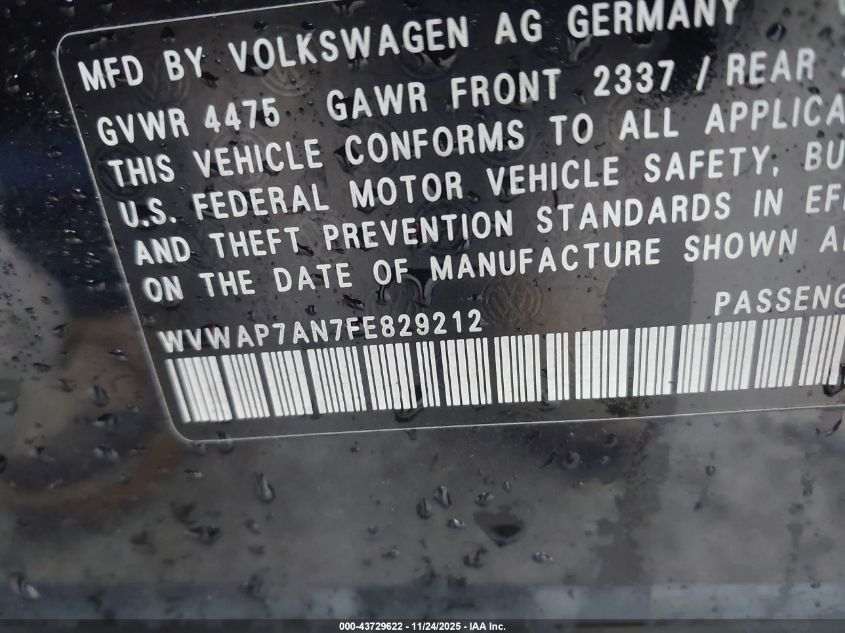 MFD BY VOLKSWAGEN AG GERMANY
GVWR 4475 GAWR FRONT 2337 / REAR
THIS VEHICLE CONFORMS TO ALL APPLICA
U.S. FEDERAL MOTOR VEHICLE SAFETY, BU
AND THEFT PREVENTION STANDARDS IN EFF
ON THE DATE OF MANUFACTURE SHOWN A
WVWAP7AN7FE829212 PASSENG
000-43729622 - 11/24/2025 - IAA Inc.